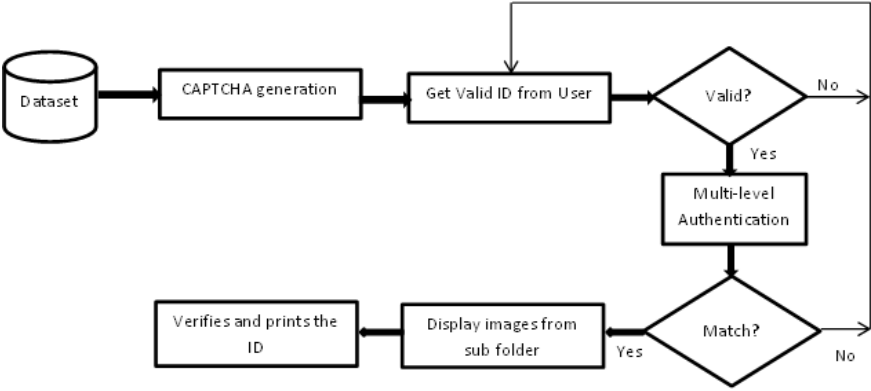 Dataset
CAPTCHA generation
Get Valid ID from User
Valid?
No
Yes
Multi-level
Authentication
Match?
No
Yes
Display images from
sub folder
Verifies and prints the
ID